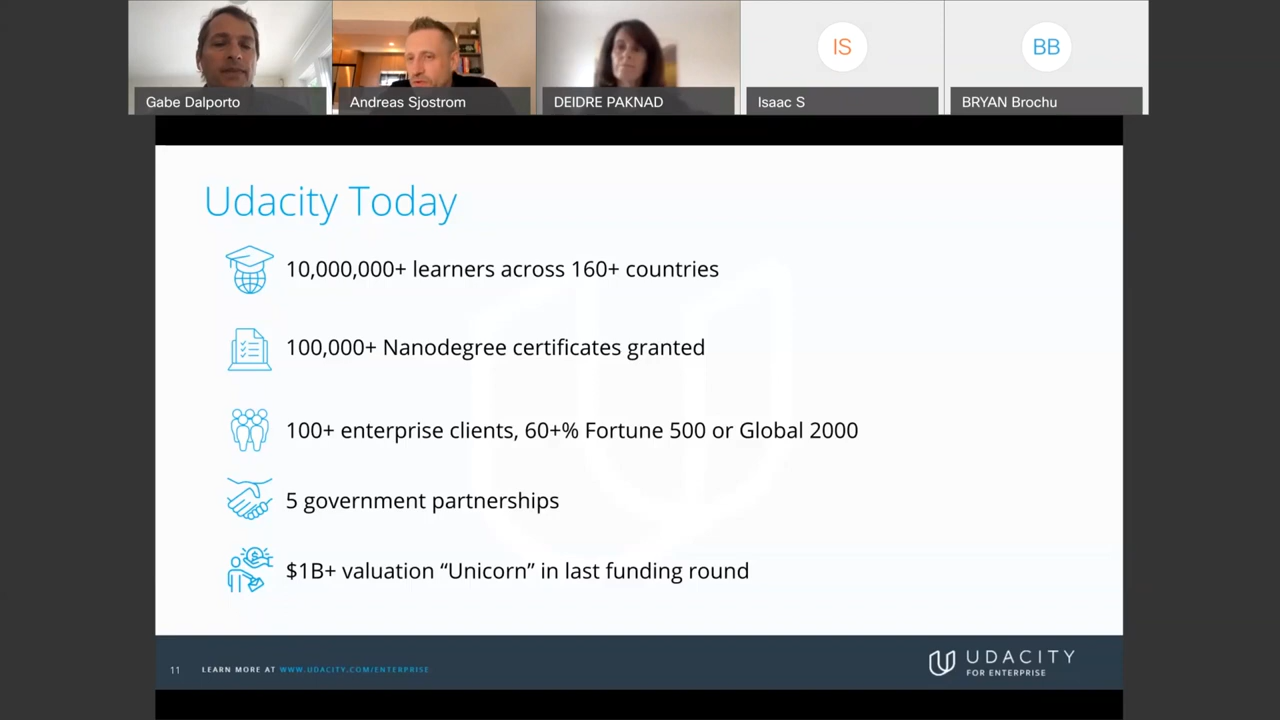 Gabe Dalporto
Andreas Sjostrom
DEIDRE PAKNAD
IS
Isaac S
BB
BRYAN Brochu
Udacity Today
10,000,000+ learners across 160+ countries
100,000+ Nanodegree certificates granted
100+ enterprise clients, 60+% Fortune 500 or Global 2000
5 government partnerships
$1B+ valuation “Unicorn” in last funding round
11
LEARN MORE AT WWW.UDACITY.COM/ENTERPRISE
UDACITY
FOR ENTERPRISE